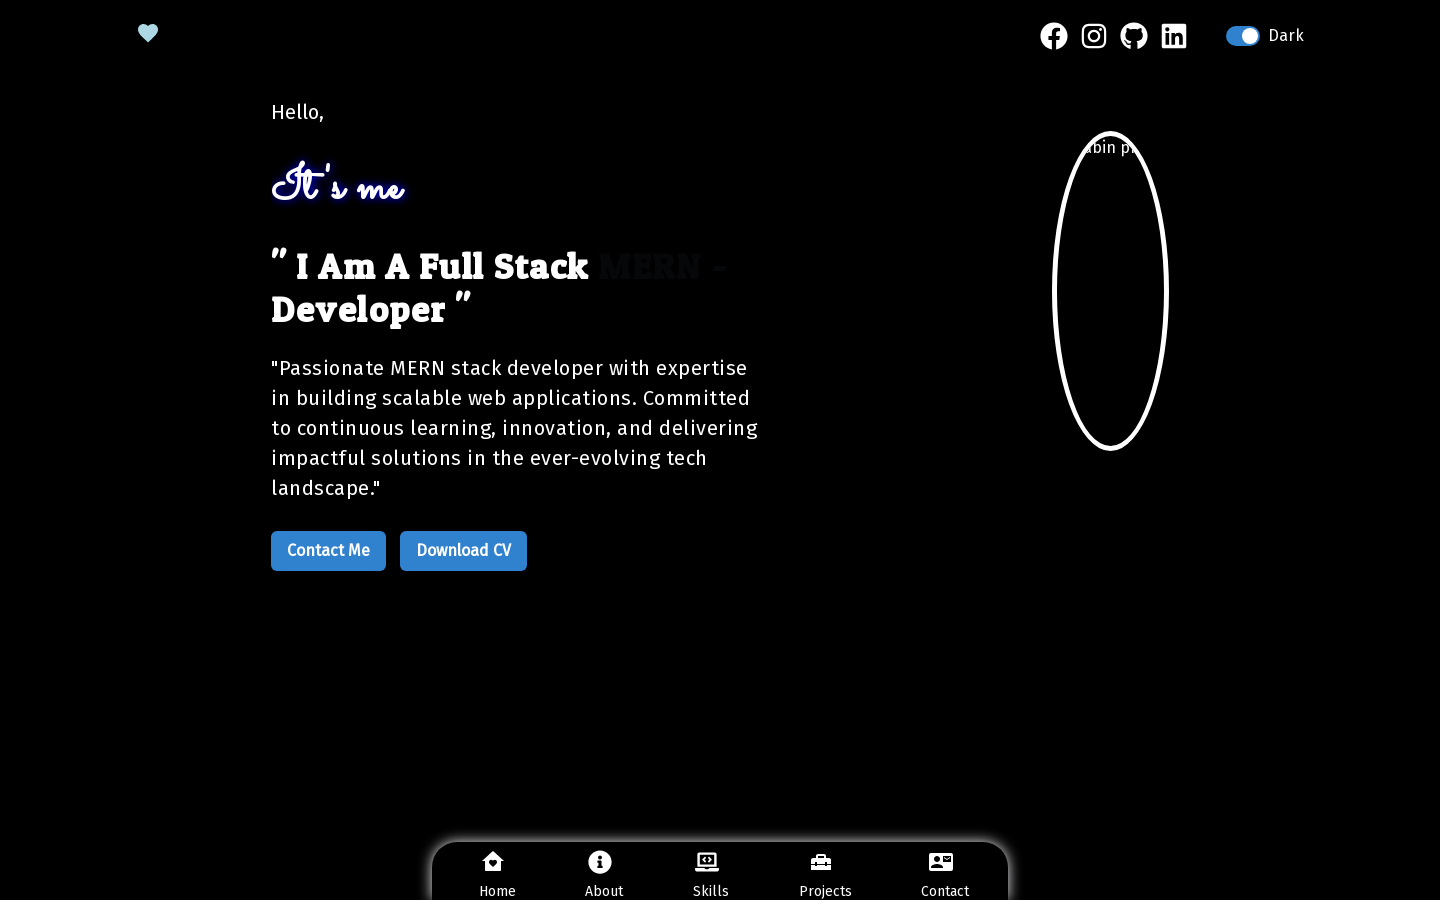 Dark
Hello,
It's me
" I Am A Full Stack MERN -
Developer "
"Passionate MERN stack developer with expertise
in building scalable web applications. Committed
to continuous learning, innovation, and delivering
impactful solutions in the ever-evolving tech
landscape."
Contact Me
Download CV
Home
About
Skills
Projects
Contact